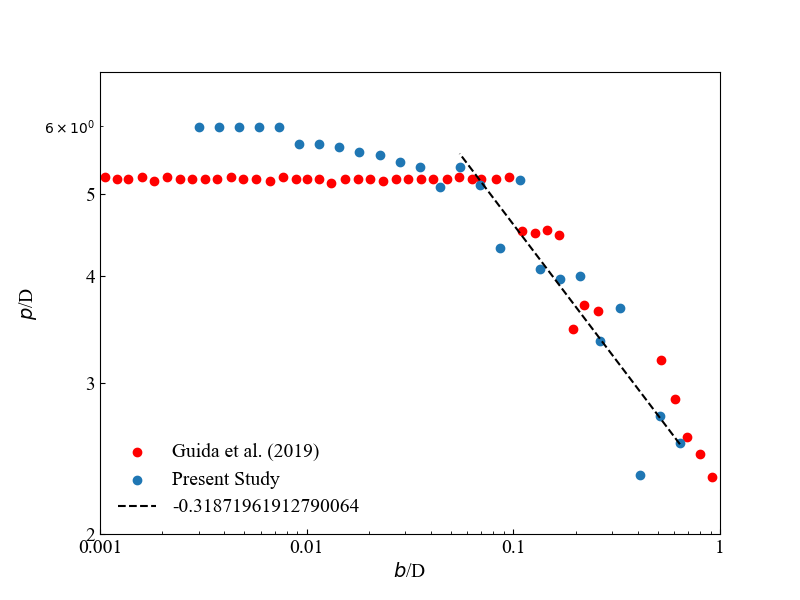 6 × 10⁰
5
4
3
2
p/D
Guida et al. (2019)
Present Study
-0.31871961912790064
0.001 0.01 0.1 1
b/D